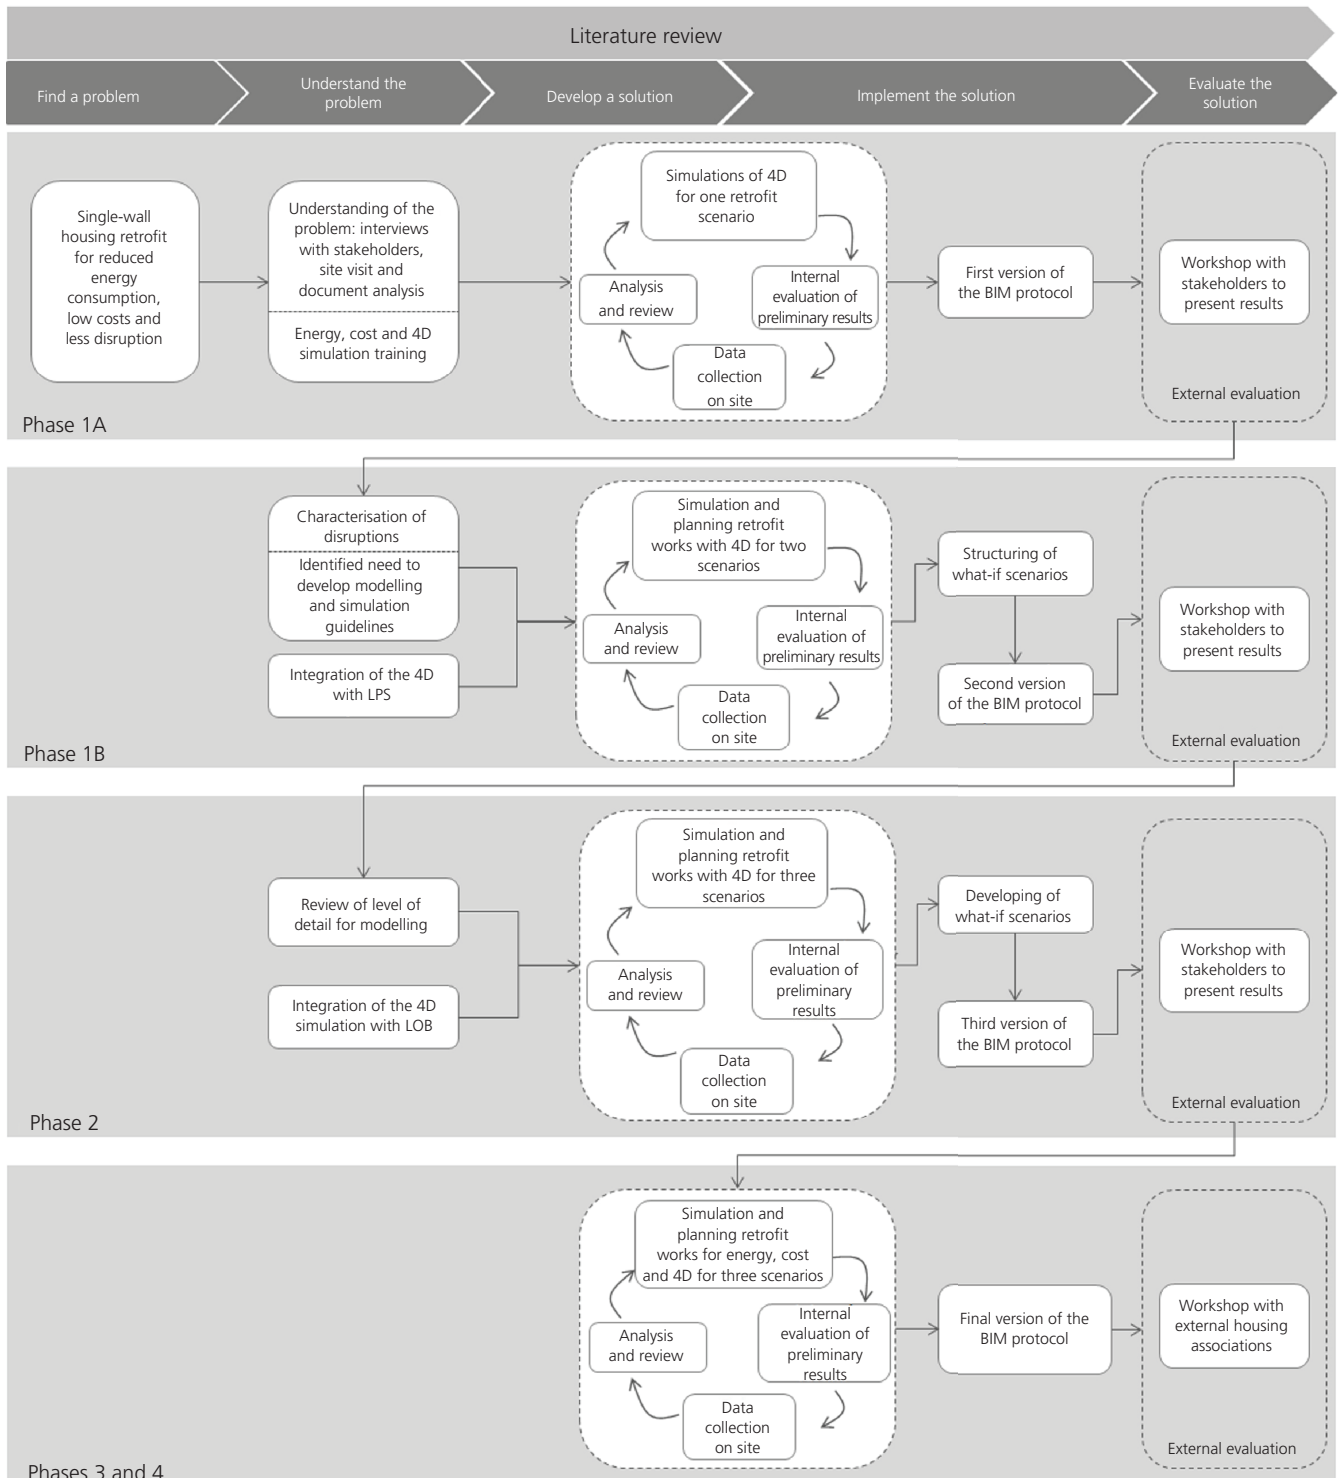 Literature review
Find a problem
Understand the
problem
Develop a solution
Implement the solution
Evaluate the
solution
Single-wall
housing retrofit
for reduced
energy
consumption,
low costs and
less disruption
Understanding of the
problem: interviews
with stakeholders,
site visit and
document analysis
Energy, cost and 4D
simulation training
Simulations of 4D
for one retrofit
scenario
Internal
evaluation of
preliminary results
Data
collection
on site
Analysis
and review
First version of
the BIM protocol
Workshop with
stakeholders to
present results
External evaluation
Phase 1A
Characterisation of
disruptions
Identified need to
develop modelling
and simulation
guidelines
Integration of the 4D
with LPS
Simulation and
planning retrofit
works with 4D for two
scenarios
Internal
evaluation of
preliminary results
Data
collection
on site
Analysis
and review
Structuring of
what-if scenarios
Second version
of the BIM protocol
Workshop with
stakeholders to
present results
External evaluation
Phase 1B
Review of level of
detail for modelling
Integration of the 4D
simulation with LOB
Simulation and
planning retrofit
works with 4D for three
scenarios
Internal
evaluation of
preliminary
results
Data
collection
on site
Analysis
and review
Developing of
what-if scenarios
Third version of
the BIM protocol
Workshop with
stakeholders to
present results
External evaluation
Phase 2
Simulation and
planning retrofit
works for energy, cost
and 4D for three scenarios
Internal
evaluation of
preliminary
results
Data
collection
on site
Analysis
and review
Final version of the
BIM protocol
Workshop with
external housing
associations
External evaluation
Phases 3 and 4